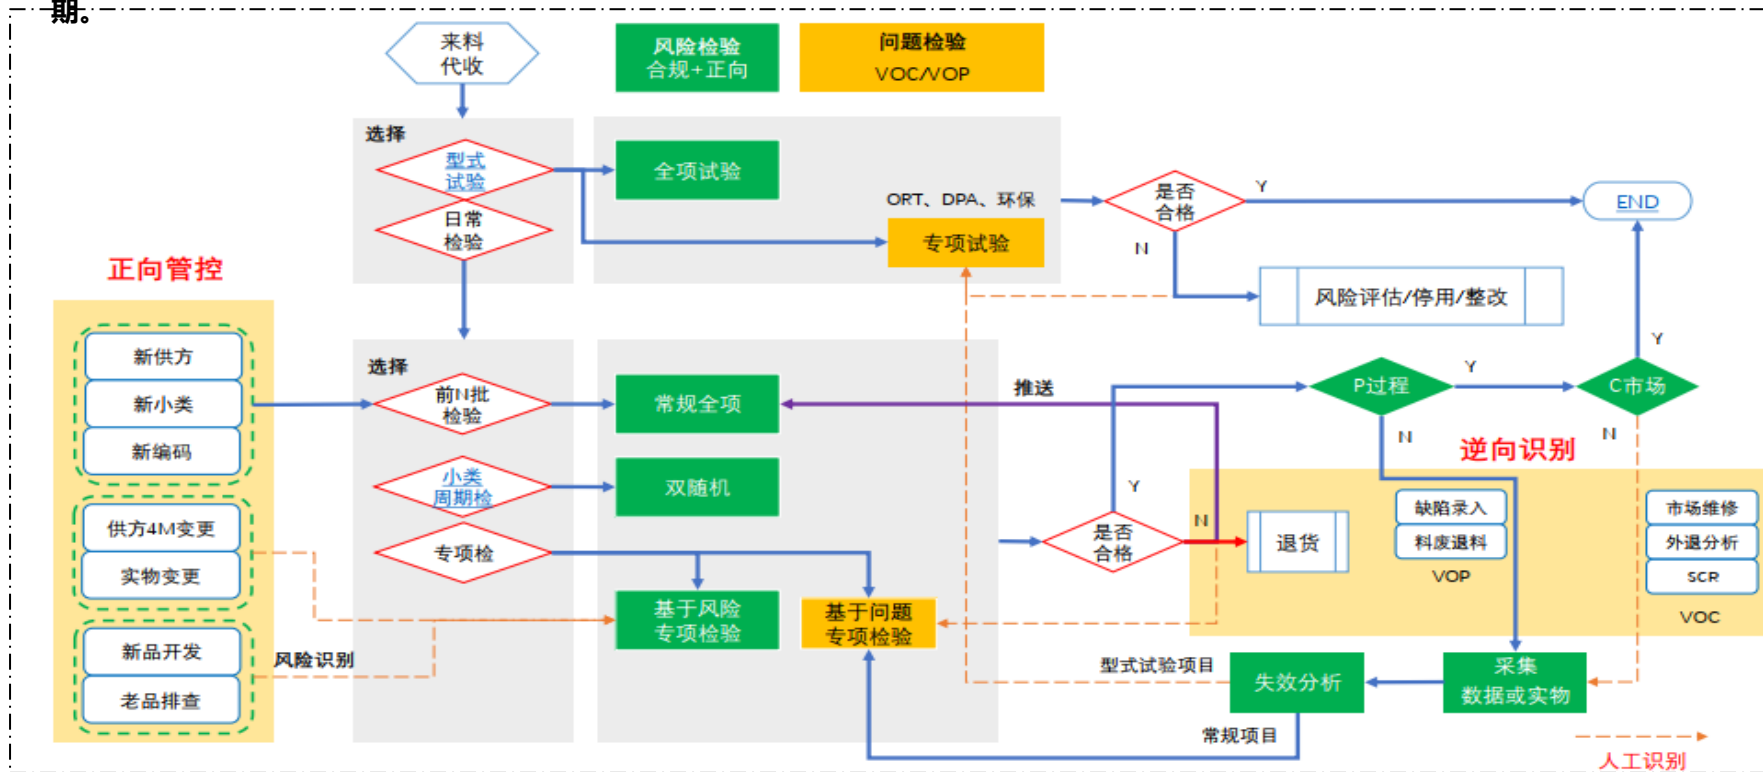 期。
来料
代收
风险检验
合规+正向
问题检验
VOC/VOP
选择
型式
试验
全项试验
日常
检验
ORT、DPA、环保
专项试验
是否
合格
Y
END
N
风险评估/停用/整改
正向管控
新供方
新小类
新编码
供方4M变更
实物变更
新品开发
老品排查
风险识别
选择
前N批
检验
常规全项
小类
周期检
双随机
专项检
基于风险
专项检验
基于问题
专项检验
推送
是否
合格
Y
N
退货
P过程
Y
C市场
Y
N
N
逆向识别
缺陷录入
料废退料
VOP
市场维修
外退分析
SCR
VOC
型式试验项目
失效分析
采集
数据或实物
常规项目
人工识别